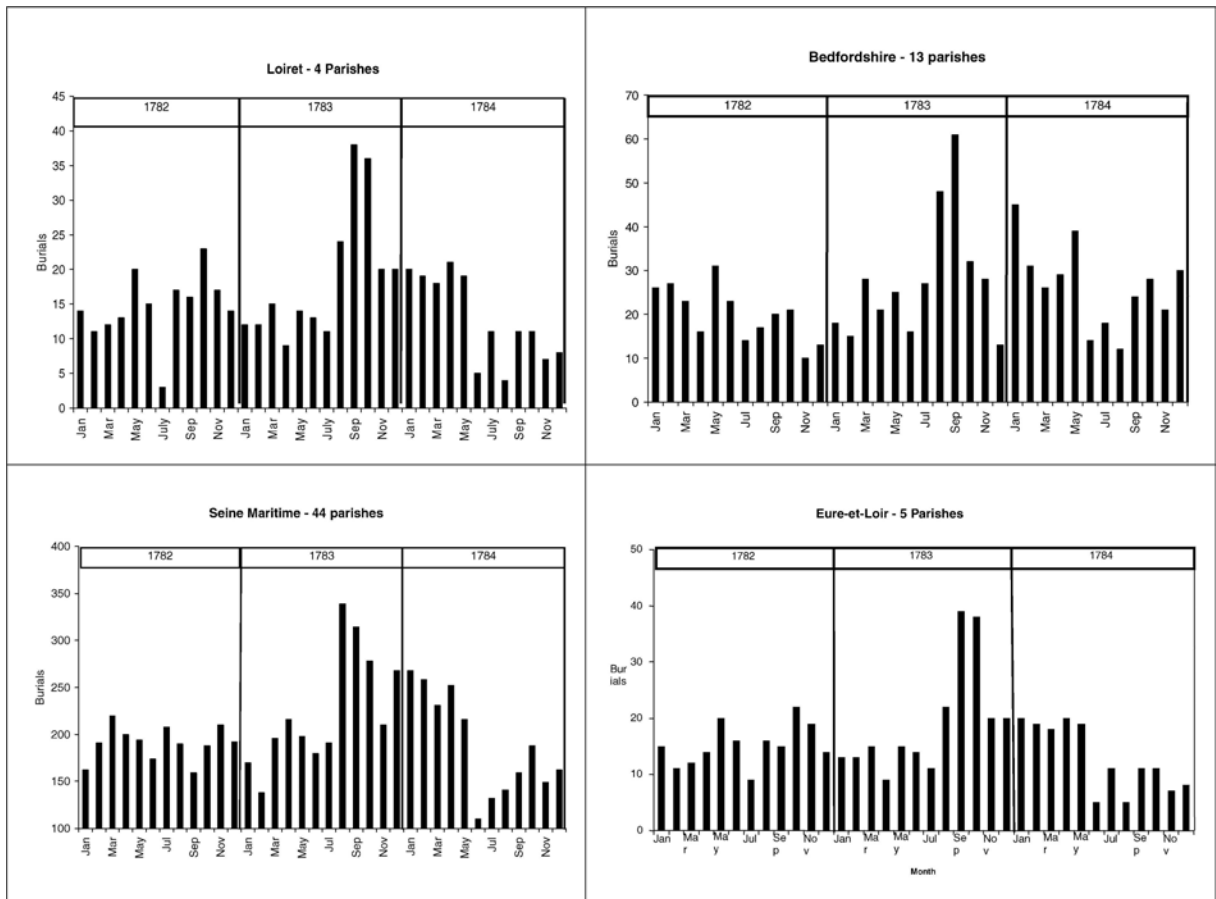 Loiret - 4 Parishes
45
40
35
30
25
20
15
10
5
0
Burials
1782 1783 1784
Jan Mar May July Sep Nov Jan Mar May July Sep Nov Jan Mar May July Sep Nov
Bedfordshire - 13 parishes
70
60
50
40
30
20
10
0
Burials
1782 1783 1784
Jan Mar May Jul Sep Nov Jan Mar May Jul Sep Nov Jan Mar May Jul Sep Nov
Seine Maritime - 44 parishes
400
350
300
250
200
150
100
Burials
1782 1783 1784
Jan Mar May Jul Sep Nov Jan Mar May Jul Sep Nov Jan Mar May Jul Sep Nov
Eure-et-Loir - 5 Parishes
50
40
30
20
10
0
Bur
ials
1782 1783 1784
Jan Ma Ma Jul Se No Jan Ma Ma Jul Se No Jan Ma Ma Jul Se No
r y p v r y p v r y p v
Month